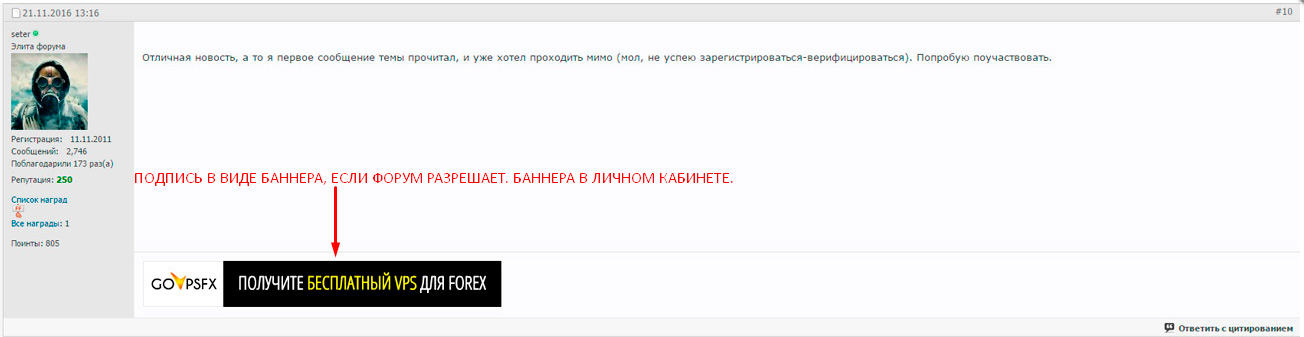 21.11.2016 13:16
#10
seter
Элита форума
Отличная новость, а то я первое сообщение темы прочитал, и уже хотел проходить мимо (мол, не успею зарегистрироваться-верифицироваться). Попробую поучаствовать.
Регистрация: 11.11.2011
Сообщений: 2,746
Поблагодарили 173 раз(а)
Репутация: 250
ПОДПИСЬ В ВИДЕ БАННЕРА, ЕСЛИ ФОРУМ РАЗРЕШАЕТ. БАННЕРА В ЛИЧНОМ КАБИНЕТЕ.
Список наград
Все награды: 1
Поинты: 805
GOVPSFX
ПОЛУЧИТЕ БЕСПЛАТНЫЙ VPS ДЛЯ FOREX
Ответить с цитированием